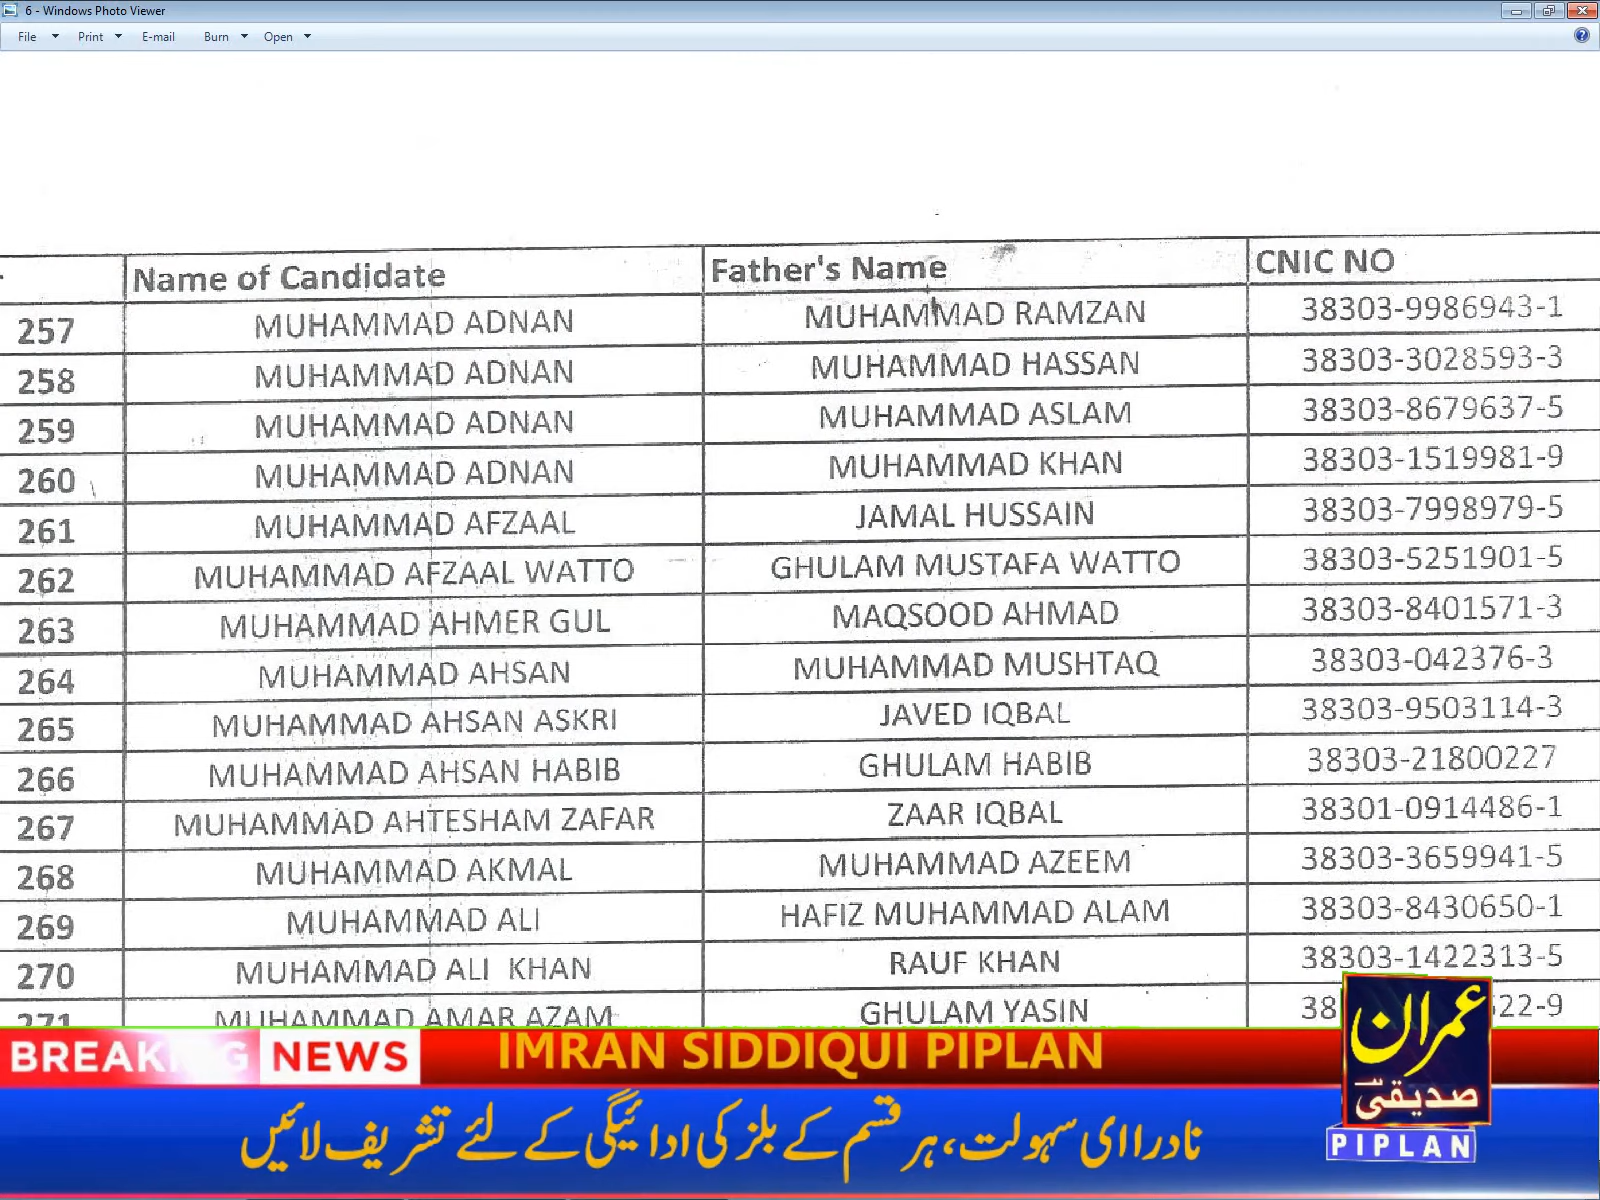 6 - Windows Photo Viewer
File Print E-mail Burn Open
Name of Candidate Father's Name CNIC NO
257 MUHAMMAD ADNAN MUHAMMAD RAMZAN 38303-9986943-1
258 MUHAMMAD ADNAN MUHAMMAD HASSAN 38303-3028593-3
259 MUHAMMAD ADNAN MUHAMMAD ASLAM 38303-8679637-5
260 MUHAMMAD ADNAN MUHAMMAD KHAN 38303-1519981-9
261 MUHAMMAD AFZAAL JAMAL HUSSAIN 38303-7998979-5
262 MUHAMMAD AFZAAL WATTO GHULAM MUSTAFA WATTO 38303-5251901-5
263 MUHAMMAD AHMER GUL MAQSOOD AHMAD 38303-8401571-3
264 MUHAMMAD AHSAN MUHAMMAD MUSHTAQ 38303-042376-3
265 MUHAMMAD AHSAN ASKRI JAVED IQBAL 38303-9503114-3
266 MUHAMMAD AHSAN HABIB GHULAM HABIB 38303-21800227
267 MUHAMMAD AHTESHAM ZAFAR ZAAR IQBAL 38301-0914486-1
268 MUHAMMAD AKMAL MUHAMMAD AZEEM 38303-3659941-5
269 MUHAMMAD ALI HAFIZ MUHAMMAD ALAM 38303-8430650-1
270 MUHAMMAD ALI KHAN RAUF KHAN 38303-1422313-5
271 MUHAMMAD AMAR AZAM GHULAM YASIN
BREAKING NEWS IMRAN SIDDIQUI PIPLAN
عمران
صدیقی
PIPLAN
نادرا ای سہولت، ہر قسم کے بلز کی ادائیگی کے لئے تشریف لائیں